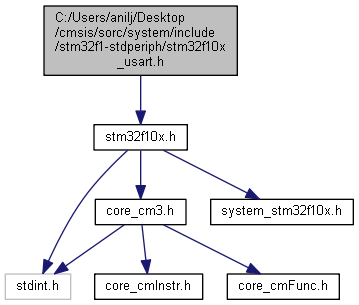 C:/Users/anilj/Desktop
/cmsis/sorc/system/include
/stm32f1-stdperiph/stm32f10x
_usart.h
stm32f10x.h
core_cm3.h
system_stm32f10x.h
stdint.h
core_cmInstr.h
core_cmFunc.h